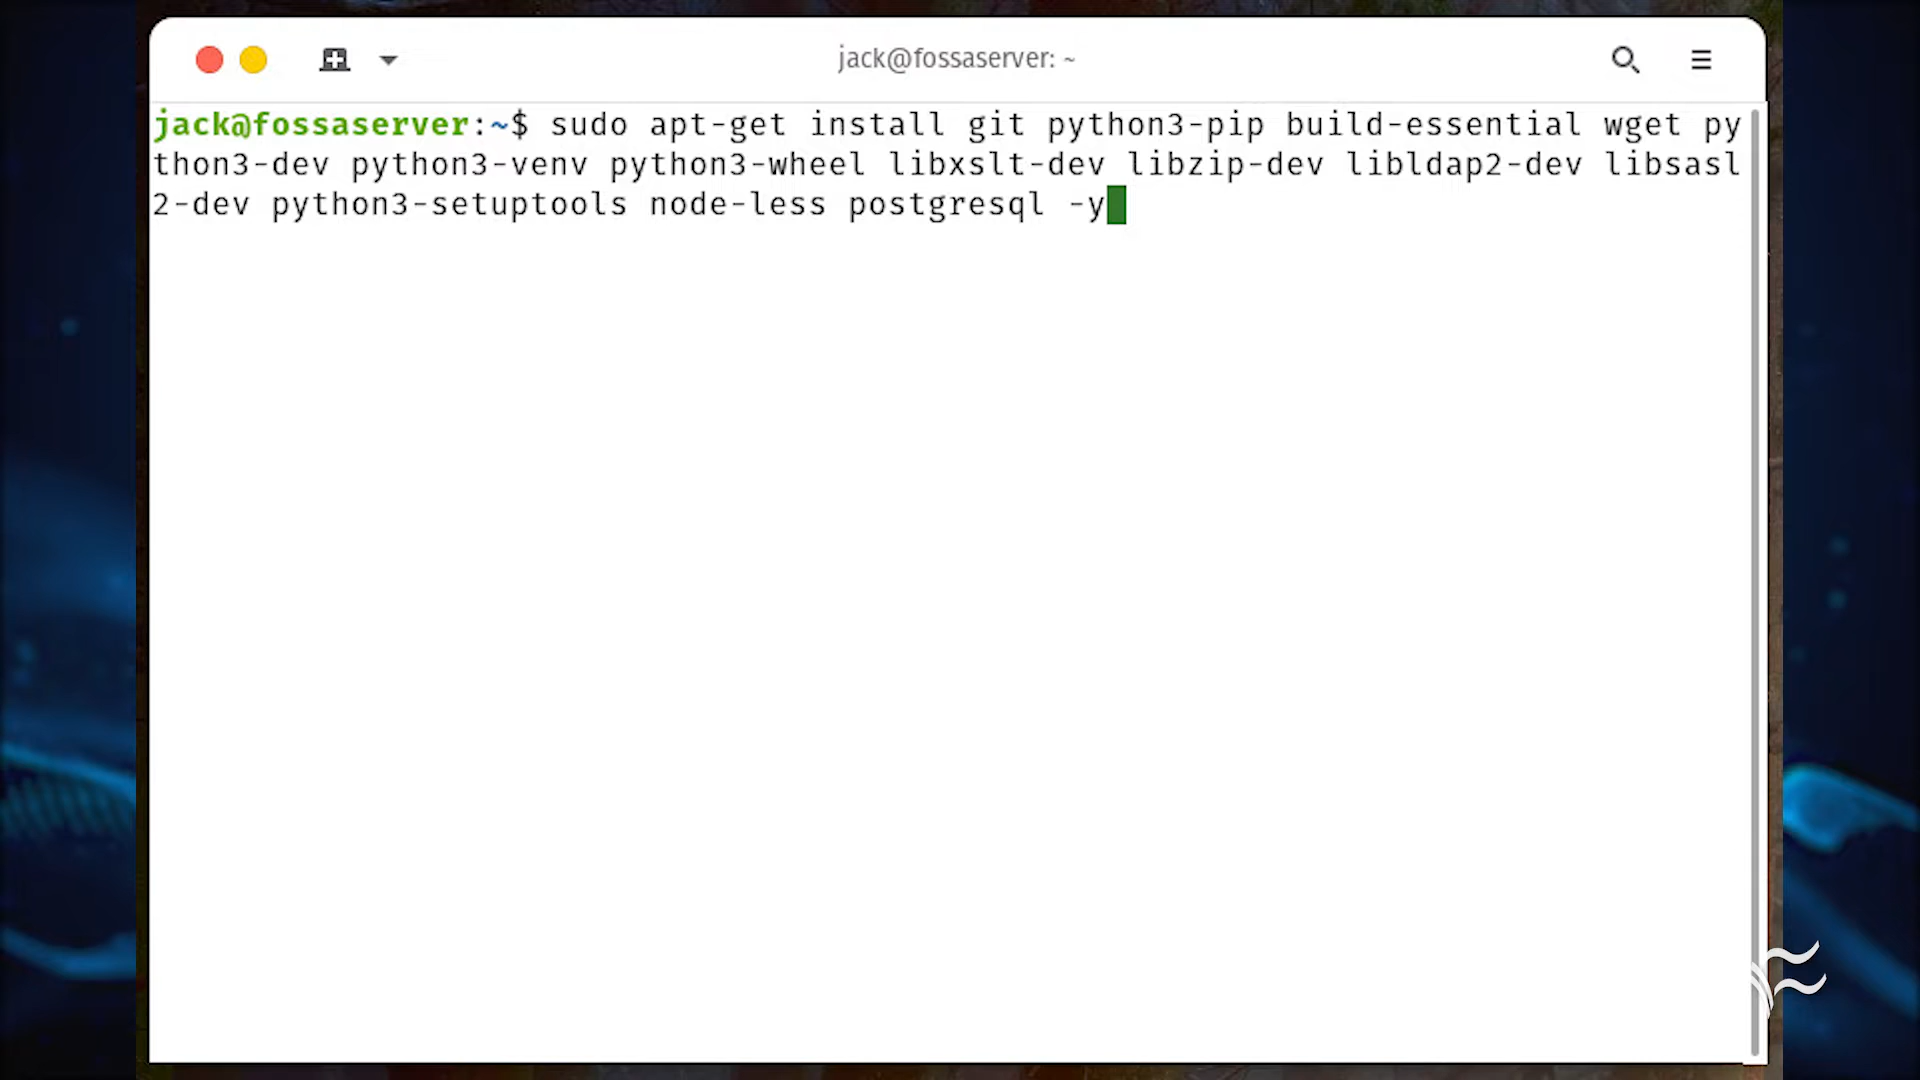 jack@fossaserver: ~
jack@fossaserver:~$ sudo apt-get install git python3-pip build-essential wget py
thon3-dev python3-venv python3-wheel libxslt-dev libzip-dev libldap2-dev libsasl
2-dev python3-setuptools node-less postgresql -y